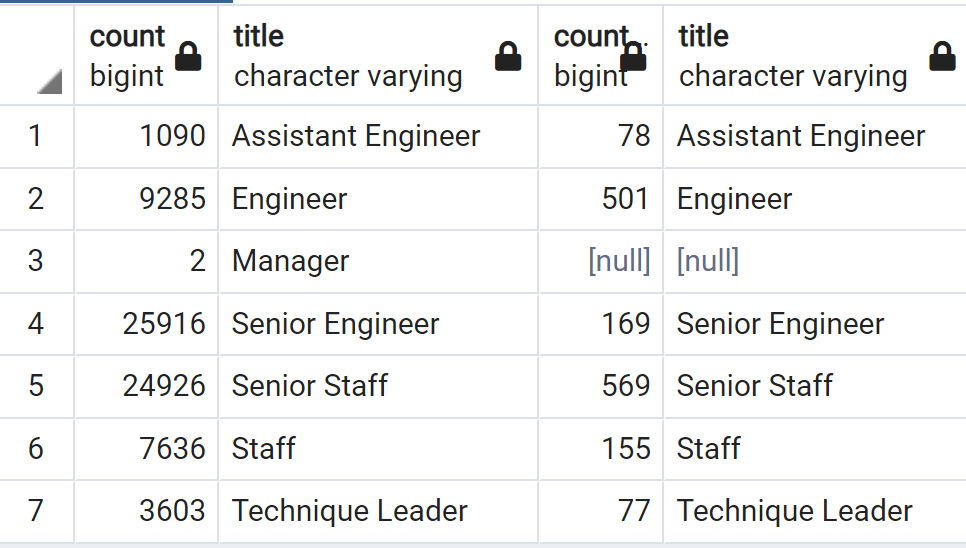 count title count... title
bigint character varying bigint character varying
1 1090 Assistant Engineer 78 Assistant Engineer
2 9285 Engineer 501 Engineer
3 2 Manager [null] [null]
4 25916 Senior Engineer 169 Senior Engineer
5 24926 Senior Staff 569 Senior Staff
6 7636 Staff 155 Staff
7 3603 Technique Leader 77 Technique Leader